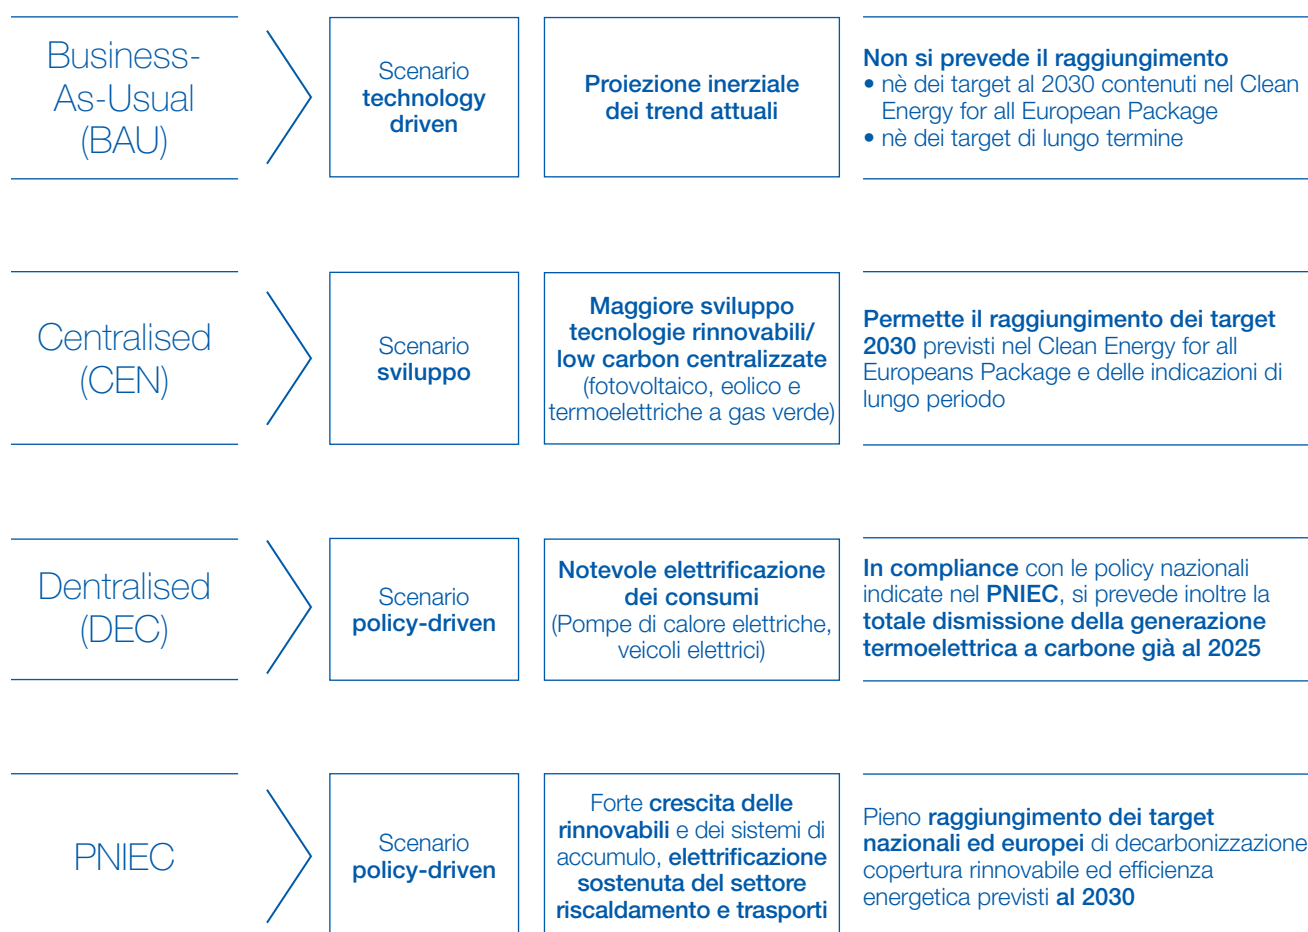 Business-
As-Usual
(BAU)
Scenario
technology
driven
Proiezione inerziale
dei trend attuali
Non si prevede il raggiungimento
• nè dei target al 2030 contenuti nel Clean
Energy for all European Package
• nè dei target di lungo termine
Centralised
(CEN)
Scenario
sviluppo
Maggiore sviluppo
tecnologie rinnovabili/
low carbon centralizzate
(fotovoltaico, eolico e
termoelettriche a gas verde)
Permette il raggiungimento dei target
2030 previsti nel Clean Energy for all
Europeans Package e delle indicazioni di
lungo periodo
Dentralised
(DEC)
Scenario
policy-driven
Notevole elettrificazione
dei consumi
(Pompe di calore elettriche,
veicoli elettrici)
In compliance con le policy nazionali
indicate nel PNIEC, si prevede inoltre la
totale dismissione della generazione
termoelettrica a carbone già al 2025
PNIEC
Scenario
policy-driven
Forte crescita delle
rinnovabili e dei sistemi di
accumulo, elettrificazione
sostenuta del settore
riscaldamento e trasporti
Pieno raggiungimento dei target
nazionali ed europei di decarbonizzazione
copertura rinnovabile ed efficienza
energetica previsti al 2030